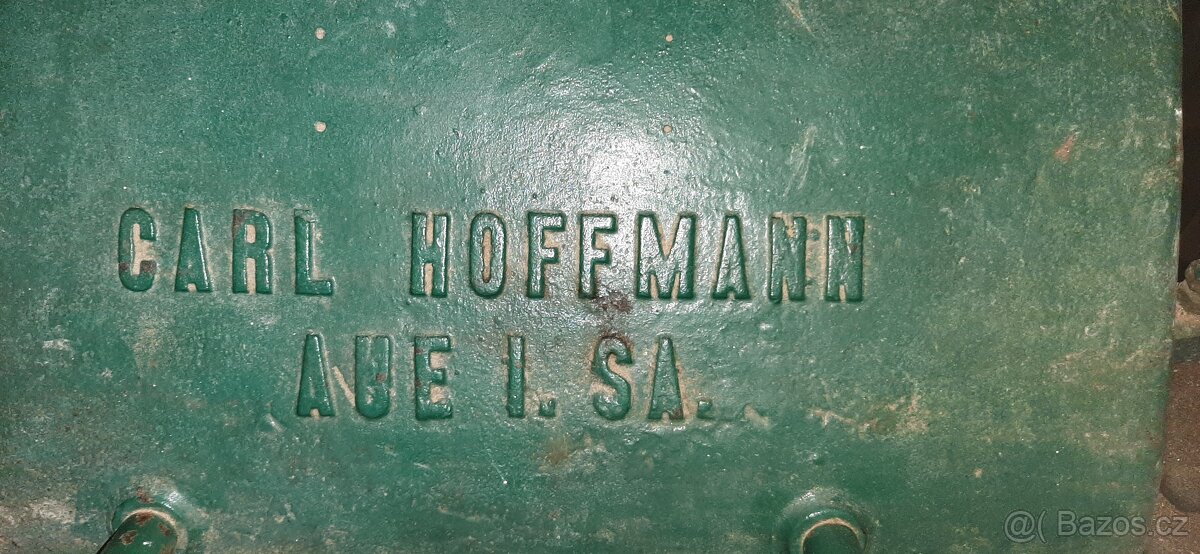 CARL HOFFMANN
AUE I. SA.
@( Bazos.cz